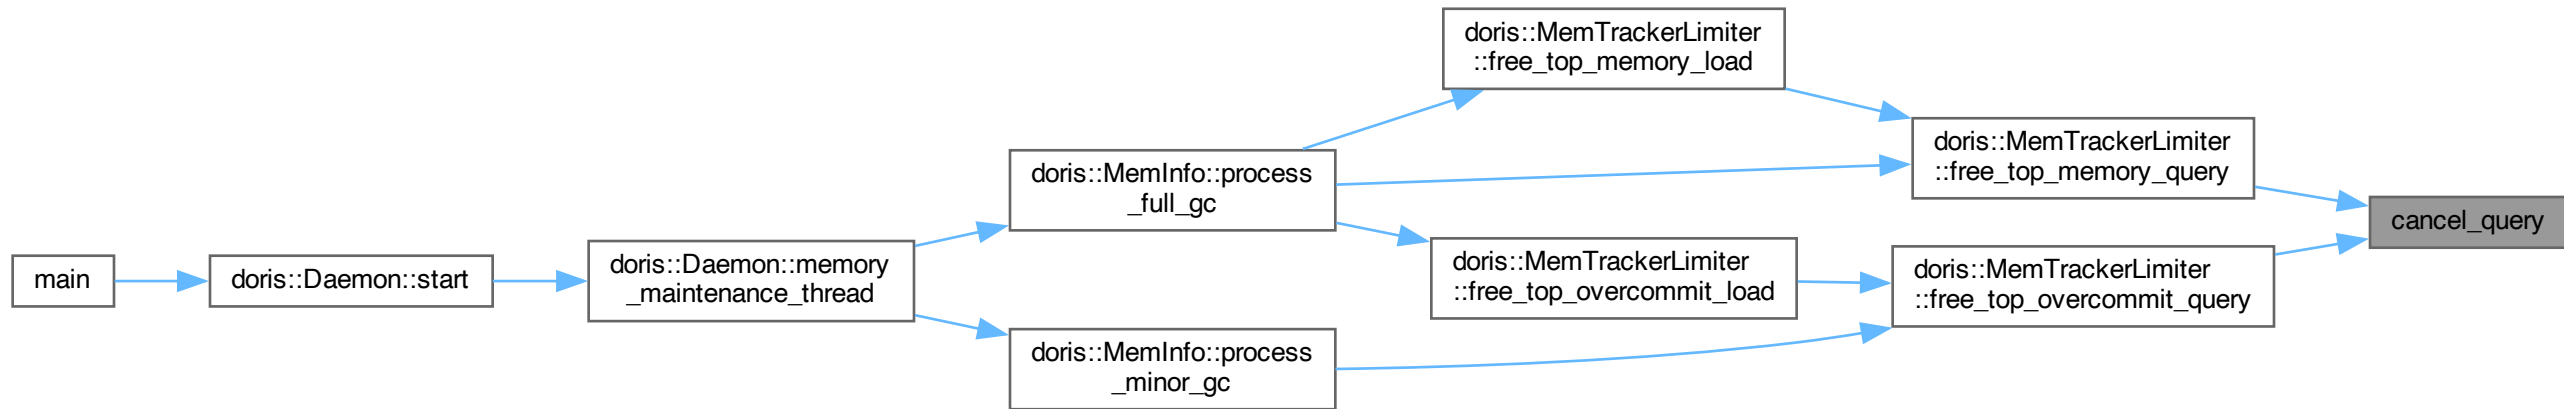 main
doris::Daemon::start
doris::Daemon::memory
_maintenance_thread
doris::MemInfo::process
_full_gc
doris::MemInfo::process
_minor_gc
doris::MemTrackerLimiter
::free_top_memory_load
doris::MemTrackerLimiter
::free_top_overcommit_load
doris::MemTrackerLimiter
::free_top_memory_query
doris::MemTrackerLimiter
::free_top_overcommit_query
cancel_query